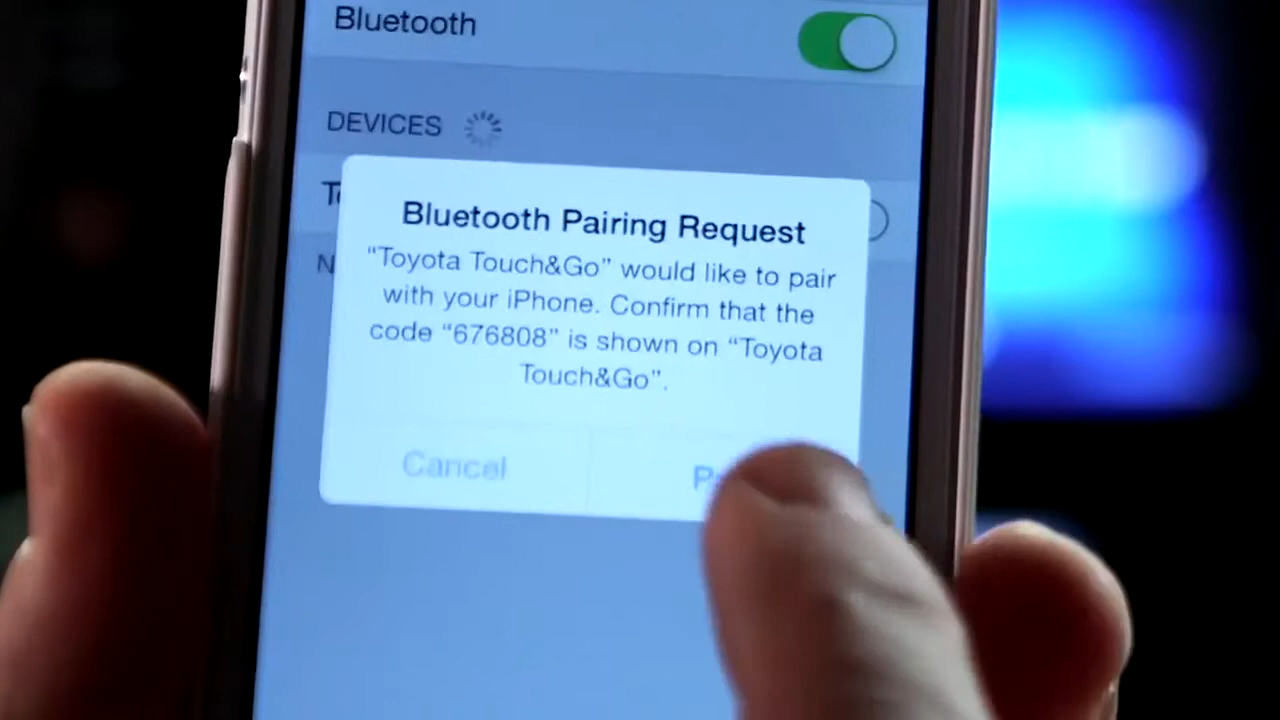 Bluetooth
DEVICES
Bluetooth Pairing Request
“Toyota Touch&Go” would like to pair
with your iPhone. Confirm that the
code “676808” is shown on “Toyota
Touch&Go”.
Cancel